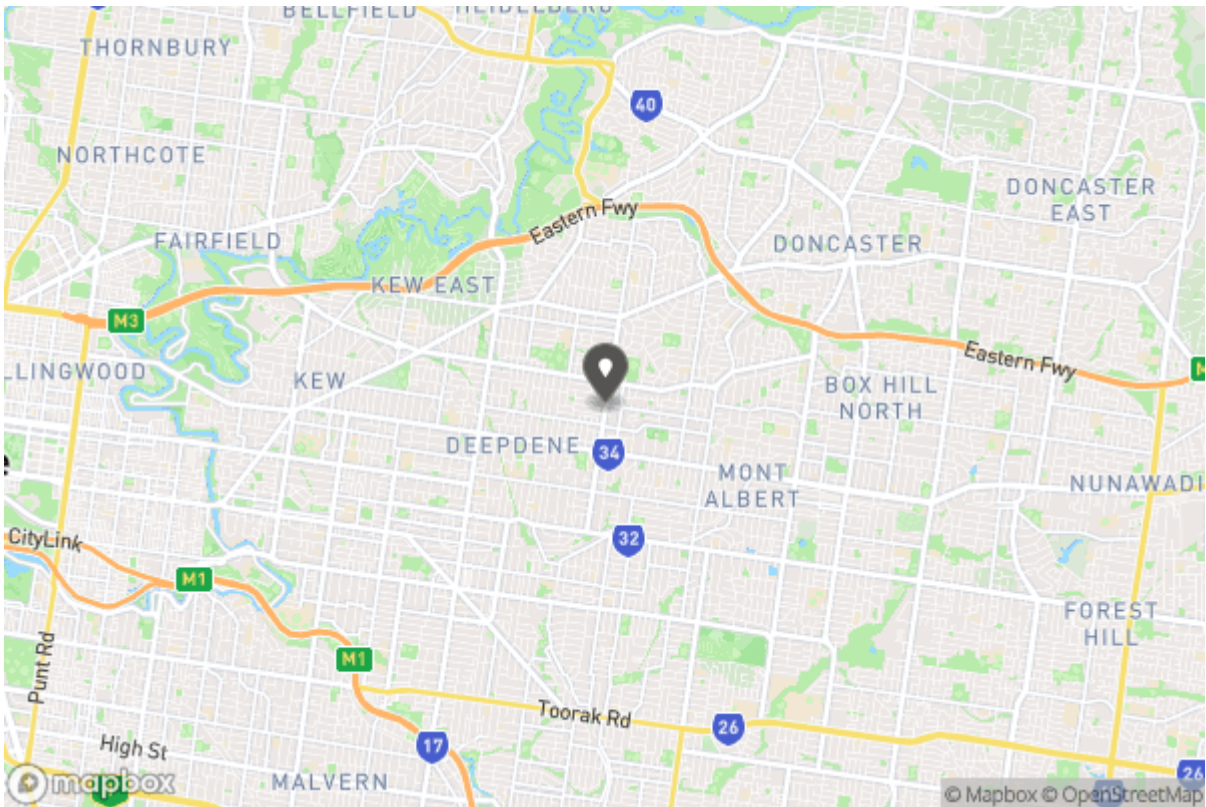 BELLFIELD
HEIDELBERG
THORNBURY
40
NORTHCOTE
DONCASTER
EAST
Eastern Fwy
FAIRFIELD
DONCASTER
KEW EAST
M3
Eastern Fwy
LLINGWOOD
KEW
M
BOX HILL
NORTH
DEEPDENE
34
MONT
ALBERT
e
NUNAWADI
CityLink
32
M1
FOREST
HILL
M1
Punt Rd
Toorak Rd
26
17
High St
26
MALVERN
mapbox
© Mapbox © OpenStreetMap